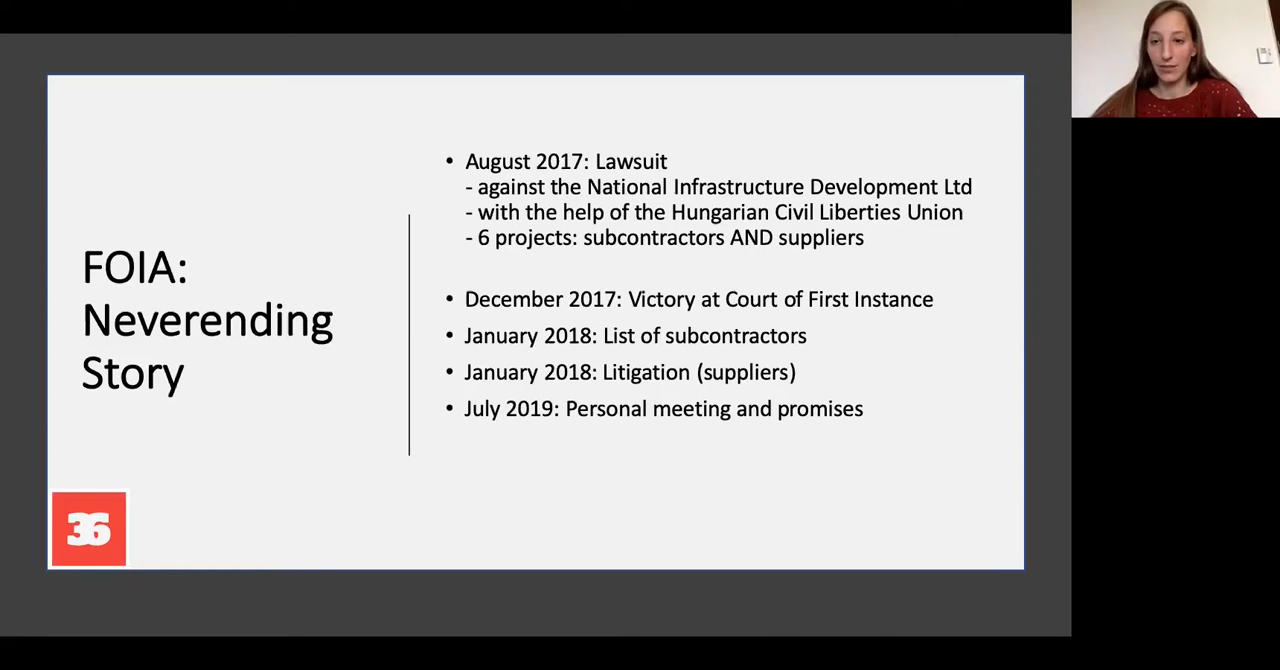 FOIA:
Neverending
Story
• August 2017: Lawsuit
- against the National Infrastructure Development Ltd
- with the help of the Hungarian Civil Liberties Union
- 6 projects: subcontractors AND suppliers
• December 2017: Victory at Court of First Instance
• January 2018: List of subcontractors
• January 2018: Litigation (suppliers)
• July 2019: Personal meeting and promises
36